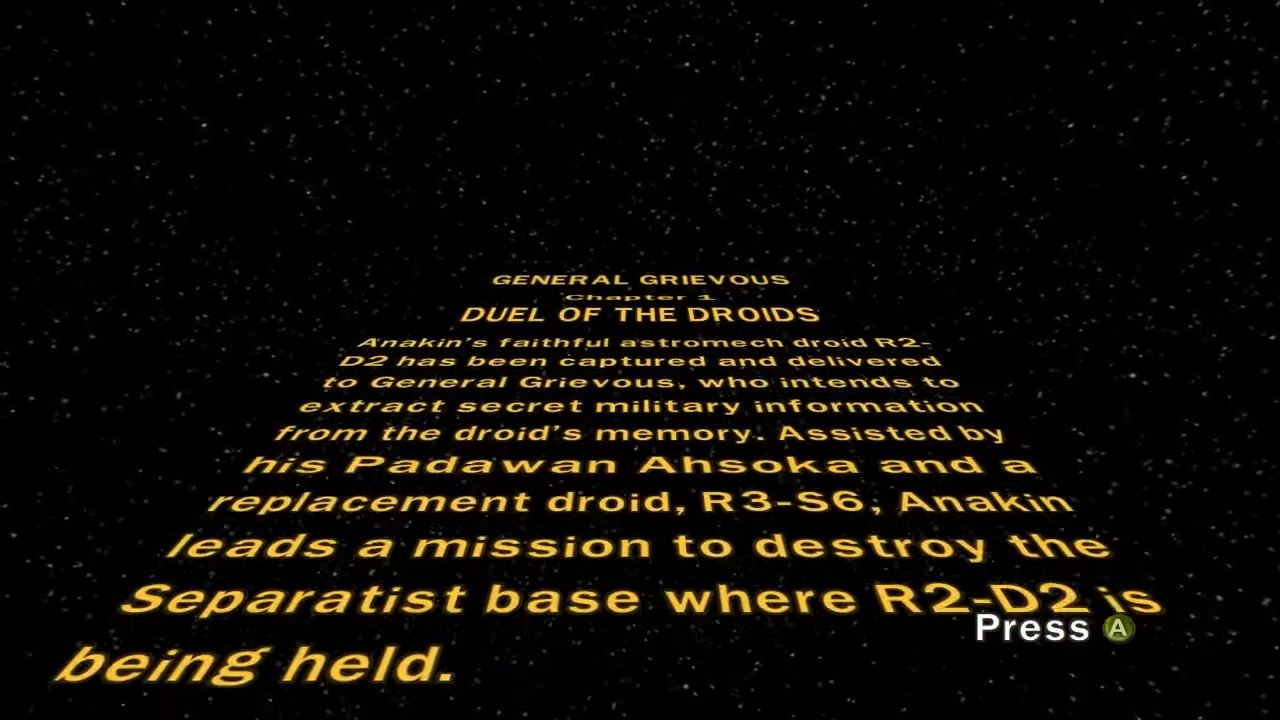 GENERAL GRIEVOUS
Chapter 1
DUEL OF THE DROIDS
Anakin's faithful astromech droid R2-
D2 has been captured and delivered
to General Grievous, who intends to
extract secret military information
from the droid's memory. Assisted by
his Padawan Ahsoka and a
replacement droid, R3-S6, Anakin
leads a mission to destroy the
Separatist base where R2-D2 is
being held.
Press A